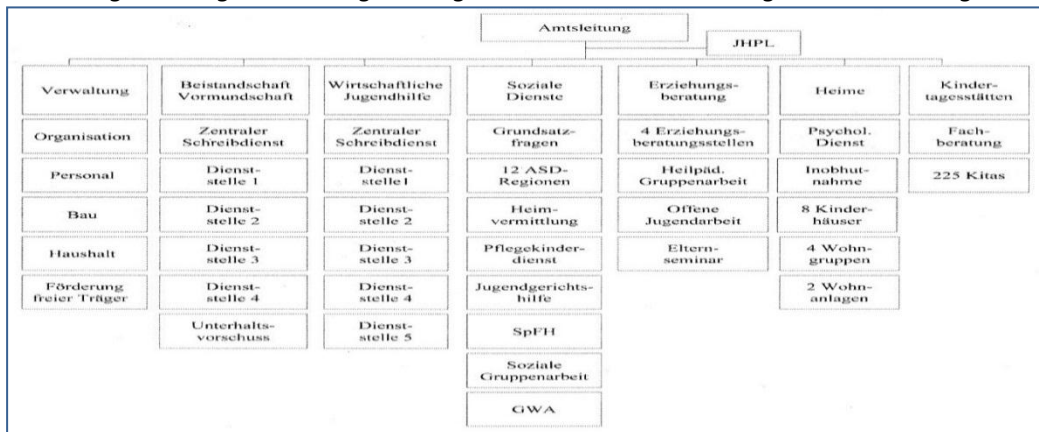 Amtsleitung
JHPL
Verwaltung
Organisation
Personal
Bau
Haushalt
Förderung
freier Träger
Beistandschaft
Vormundschaft
Zentraler
Schreibdienst
Dienst-
stelle 1
Dienst-
stelle 2
Dienst-
stelle 3
Dienst-
stelle 4
Unterhalts-
vorschuss
Wirtschaftliche
Jugendhilfe
Zentraler
Schreibdienst
Dienst-
stelle1
Dienst-
stelle 2
Dienst-
stelle 3
Dienst-
stelle 4
Dienst-
stelle 5
Soziale
Dienste
Grundsatz-
fragen
12 ASD-
Regionen
Heim-
vermittlung
Pflegekinder-
dienst
Jugendgerichts-
hilfe
SpFH
Soziale
Gruppenarbeit
GWA
Erziehungs-
beratung
4 Erziehungs-
beratungsstellen
Heilpäd.
Gruppenarbeit
Offene
Jugendarbeit
Eltern-
seminar
Heime
Psychol.
Dienst
Inobhut-
nahme
8 Kinder-
häuser
4 Wohn-
gruppen
2 Wohn-
anlagen
Kinder-
tagesstätten
Fach-
beratung
225 Kitas